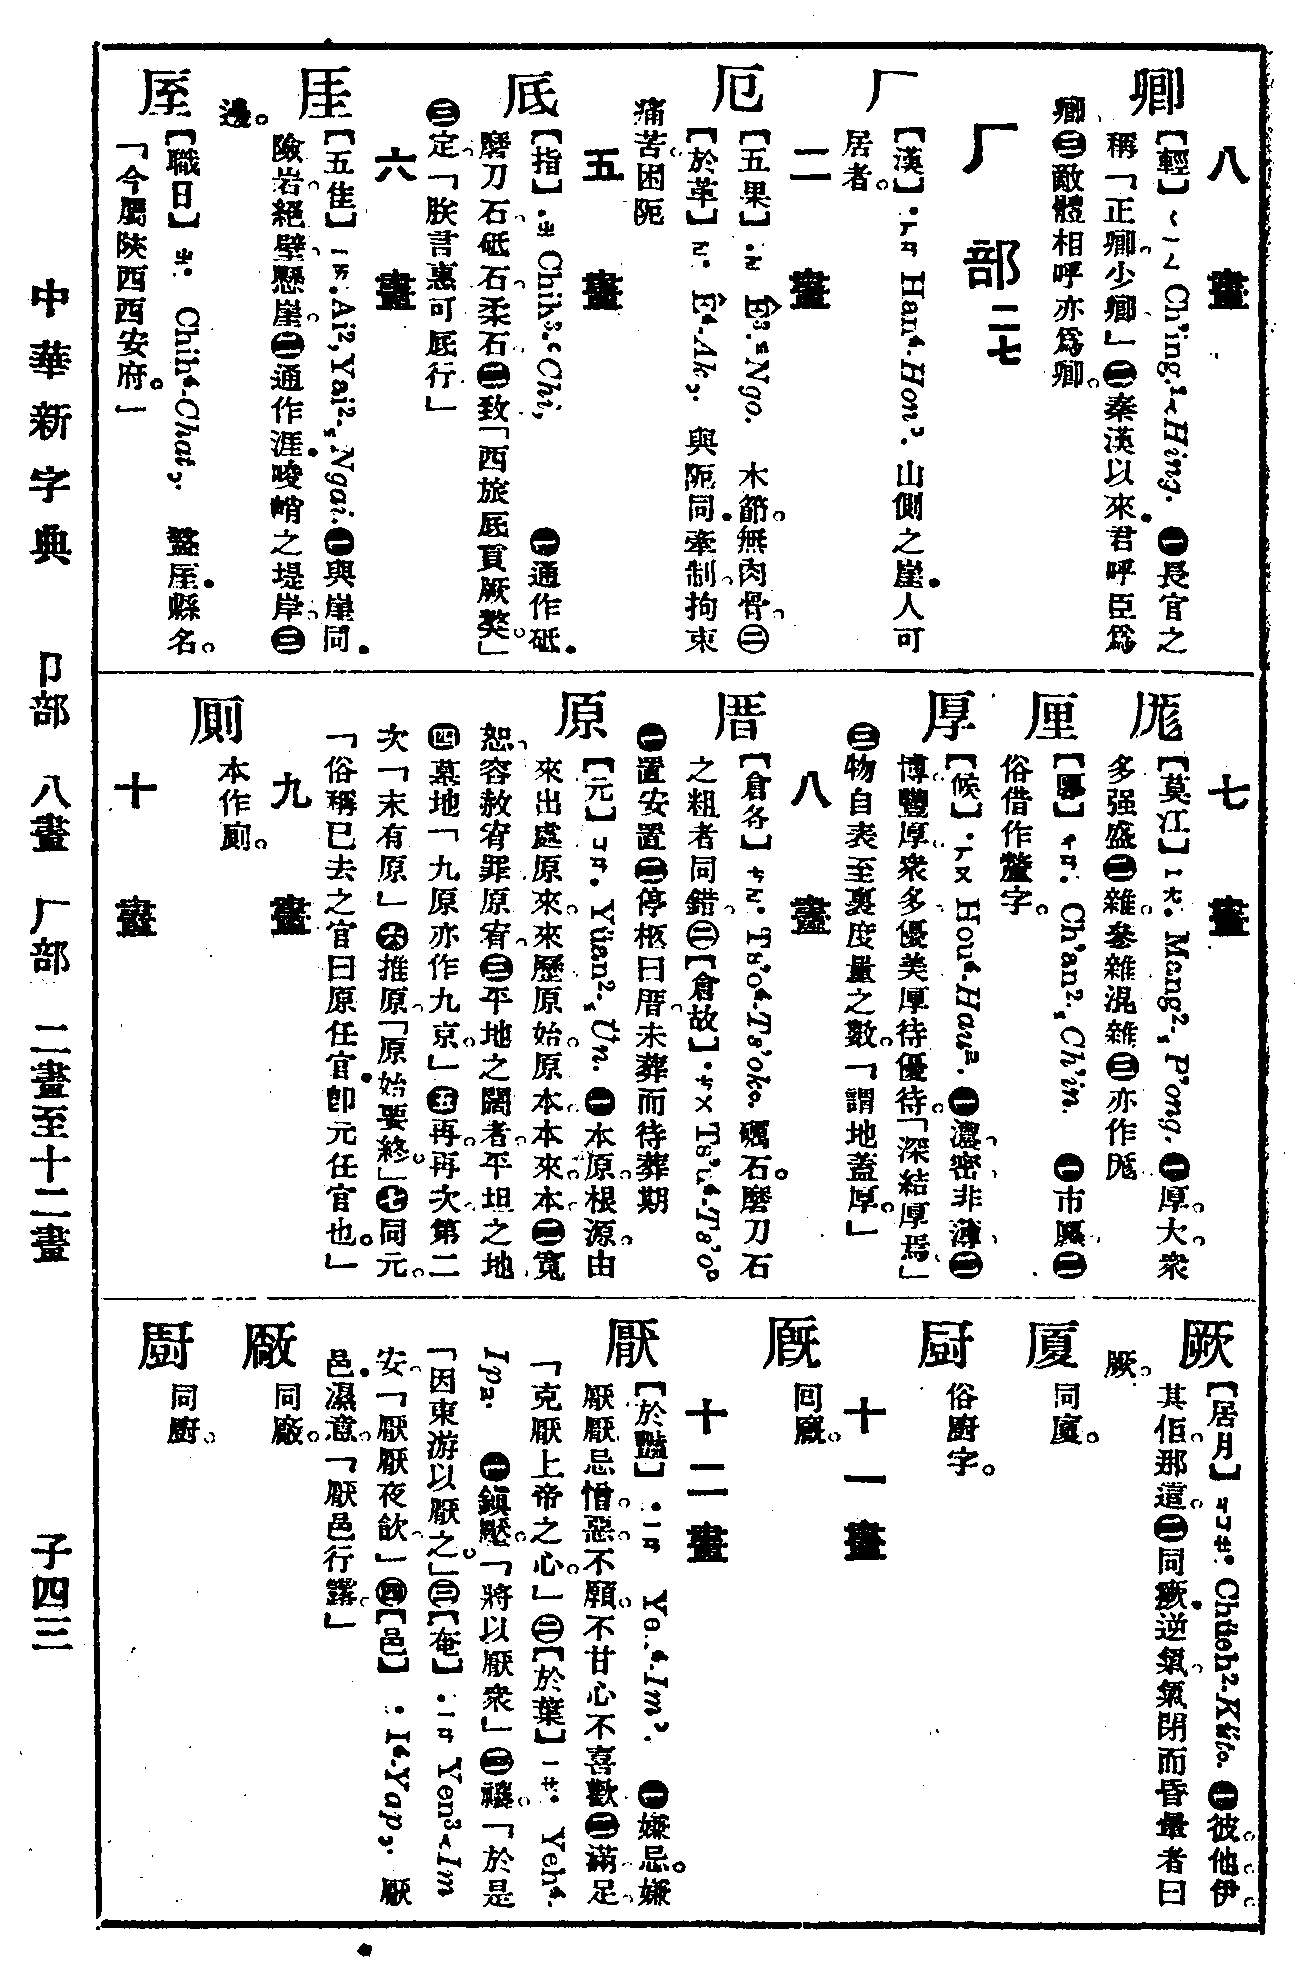 八畫
卿
【輕】ㄑㄧㄥ Ch'ing.¹ Hing. ㊀長官之
稱「正卿少卿」㊁秦漢以來君呼臣爲
卿㊂敵體相呼亦爲卿。
厂部 二七
厂
【漢】ㄏㄢ Han⁴. Hon. 山側之崖人可
居者。
二畫
厄
【五果】 Ê³. Ngo. 木節無肉骨㊁
【於革】 Ê⁴. Ak. 與阨同牽制拘束
痛苦困阨
五畫
厎
【指】ㄓ Chih³. Chi, ㊀通作砥
磨刀石砥石柔石㊁致「西旅厎貢厥獒」
㊂定「朕言惠可厎行」
六畫
厓
【五佳】ㄧㄞ Ai², Yai². Ngai. ㊀與崖同
險岩絕壁懸崖㊁通作涯峻峭之堤岸㊂
邊。
厔
【職日】ㄓ Chih⁴. Chat. 盩厔縣名。
「今屬陝西西安府。」
七畫
厖
【莫江】ㄇㄤ Mang². P'ong. ㊀厚。大。衆
多强盛㊁雜。參雜混雜㊂亦作尨
厘
【廛】ㄔㄢ Ch'an². Ch'in. ㊀市廛㊁
俗借作釐字。
厚
【候】ㄏㄡ Hou⁴. Hau. ㊀濃密非薄㊁
博豐厚衆多優美厚待優待。「深結厚焉」
㊂物自表至裏度量之數。「謂地蓋厚。」
八畫
厝
【倉各】ㄘㄛ Ts'o⁴. Ts'ok. 礪石。磨刀石
之粗者同錯㊁【倉故】ㄘㄨ Ts'u⁴. Ts'o
㊀置安置㊁停柩曰厝。未葬而待葬期
原
【元】ㄩㄢ Yüan². Ün. ㊀本原根源由
來出處原來。來歷原始。原本。本來。本㊁寬
恕。容赦宥罪原宥。㊂平地之闊者。平坦之地
㊃墓地「九原亦作九京。」㊄再。再次第二
次「末有原」㊅推原。「原始要終」㊆同元。
「俗稱已去之官曰原任官卽元任官也。」
九畫
厠
本作廁。
十畫
厥
【居月】ㄐㄩㄝ Chüeh². Küt. ㊀彼。他。伊。
其。佢。那。這。㊁同瘚逆氣。氣閉而昏暈者曰
厥。
厦
同廈。
厨
俗廚字。
十一畫
厩
同廄。
十二畫
厭
【於豔】ㄧㄢ Ye.⁴. Im. ㊀嫌忌。嫌
厭厭忌憎惡不願不甘心不喜歡㊁滿足
「克厭上帝之心。」㊁【於葉】ㄧㄝ Yeh⁴.
Ip. ㊀鎭壓。「將以厭衆」㊁禳。「於是
「因東游以厭之。」㊂【奄】ㄧㄢ Yen³. Im
安「厭厭夜飲」㊃【邑】 I⁴. Yap. 厭
邑濕意。「厭邑行露」
厰
同廠。
厨
同廚。
中華新字典 卩部 八畫 厂部 二畫至十二畫 子四三